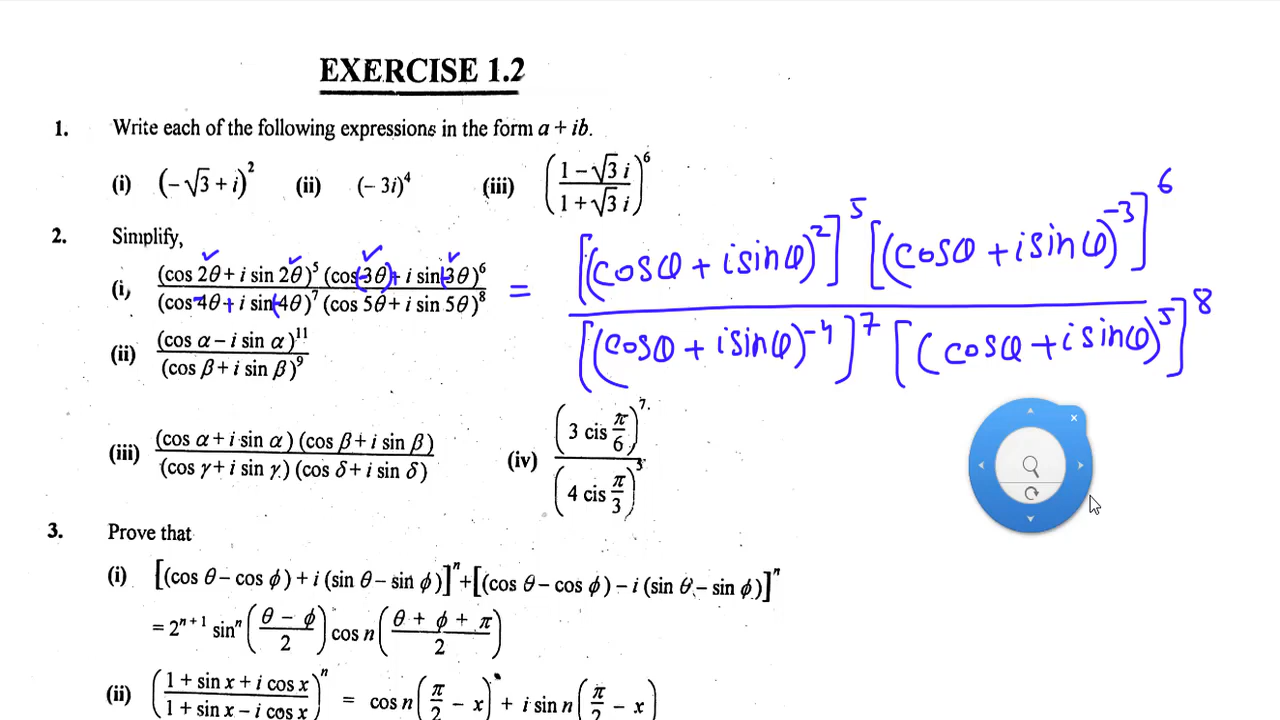 EXERCISE 1.2
1. Write each of the following expressions in the form a + ib.
(i) (-√3 + i)² (ii) (- 3i)⁴ (iii) ((1 - √3 i)/(1 + √3 i))⁶
2. Simplify,
(i, ((cos 2θ + i sin 2θ)⁵ (cos(-3θ) + i sin(-3θ)⁶)/((cos-4θ + i sin(-4θ)⁷ (cos 5θ + i sin 5θ)⁸) = ([(cosθ + isinθ)²]⁵ [(cosθ + isinθ)⁻³]⁶)/([(cosθ + isinθ)⁻⁴]⁷ [(cosθ + isinθ)⁵]⁸)
(ii) (cos α - i sin α)¹¹/(cos β + i sin β)⁹
(iii) ((cos α + i sin α) (cos β + i sin β))/((cos γ + i sin γ) (cos δ + i sin δ)) (iv) (3 cis π/6)⁷/(4 cis π/3)³
3. Prove that
(i) [(cos θ - cos ϕ) + i (sin θ - sin ϕ)]ⁿ + [(cos θ - cos ϕ) - i (sin θ - sin ϕ)]ⁿ
= 2ⁿ⁺¹ sinⁿ ((θ - ϕ)/2) cos n ((θ + ϕ + π)/2)
(ii) ((1 + sin x + i cos x)/(1 + sin x - i cos x))ⁿ = cos n (π/2 - x) + i sin n (π/2 - x)